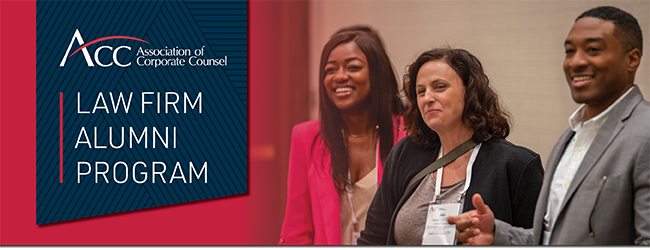 ACC Association of
Corporate Counsel
LAW FIRM
ALUMNI
PROGRAM